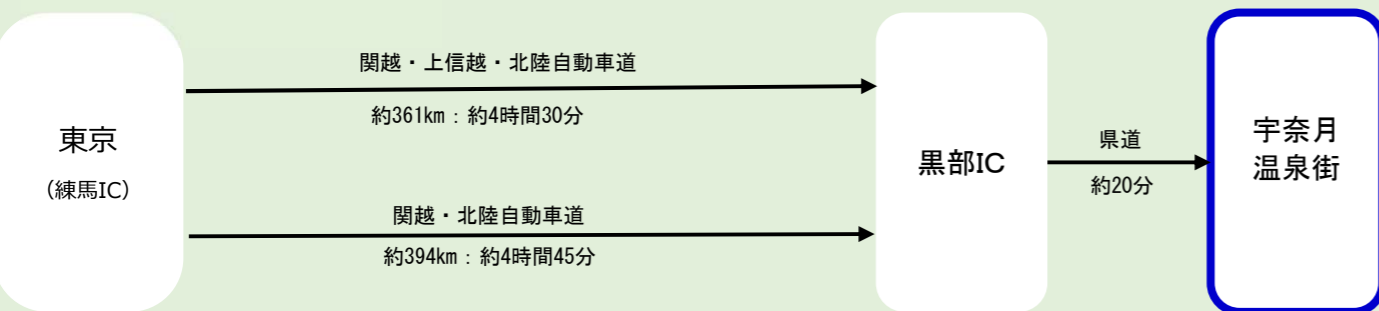 東京
（練馬IC）
関越・上信越・北陸自動車道
約361km：約4時間30分
関越・北陸自動車道
約394km：約4時間45分
黒部IC
県道
約20分
宇奈月
温泉街